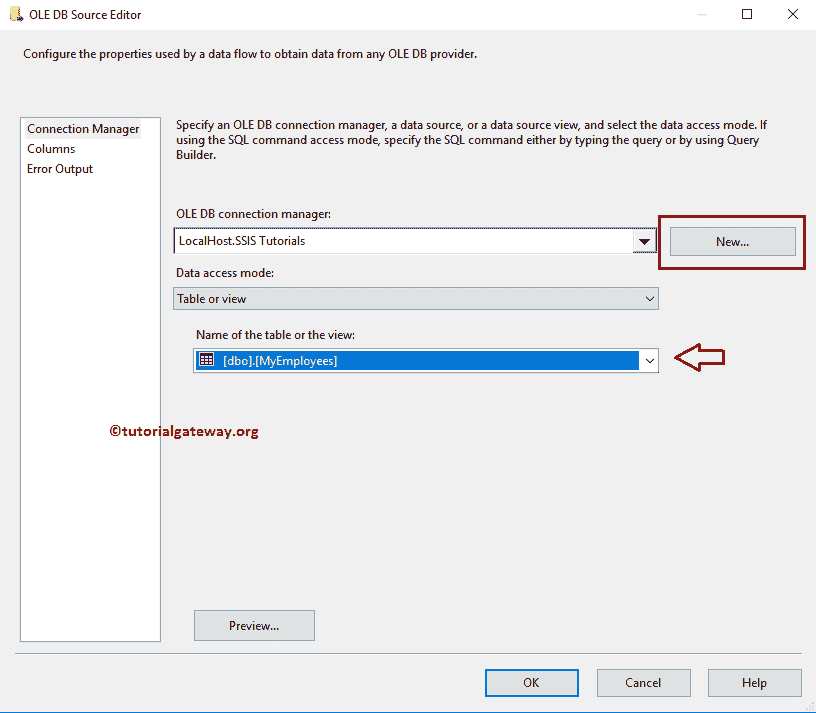 OLE DB Source Editor
Configure the properties used by a data flow to obtain data from any OLE DB provider.
Connection Manager
Columns
Error Output
Specify an OLE DB connection manager, a data source, or a data source view, and select the data access mode. If
using the SQL command access mode, specify the SQL command either by typing the query or by using Query
Builder.
OLE DB connection manager:
LocalHost.SSIS Tutorials
New...
Data access mode:
Table or view
Name of the table or the view:
[dbo].[MyEmployees]
©tutorialgateway.org
Preview...
OK
Cancel
Help